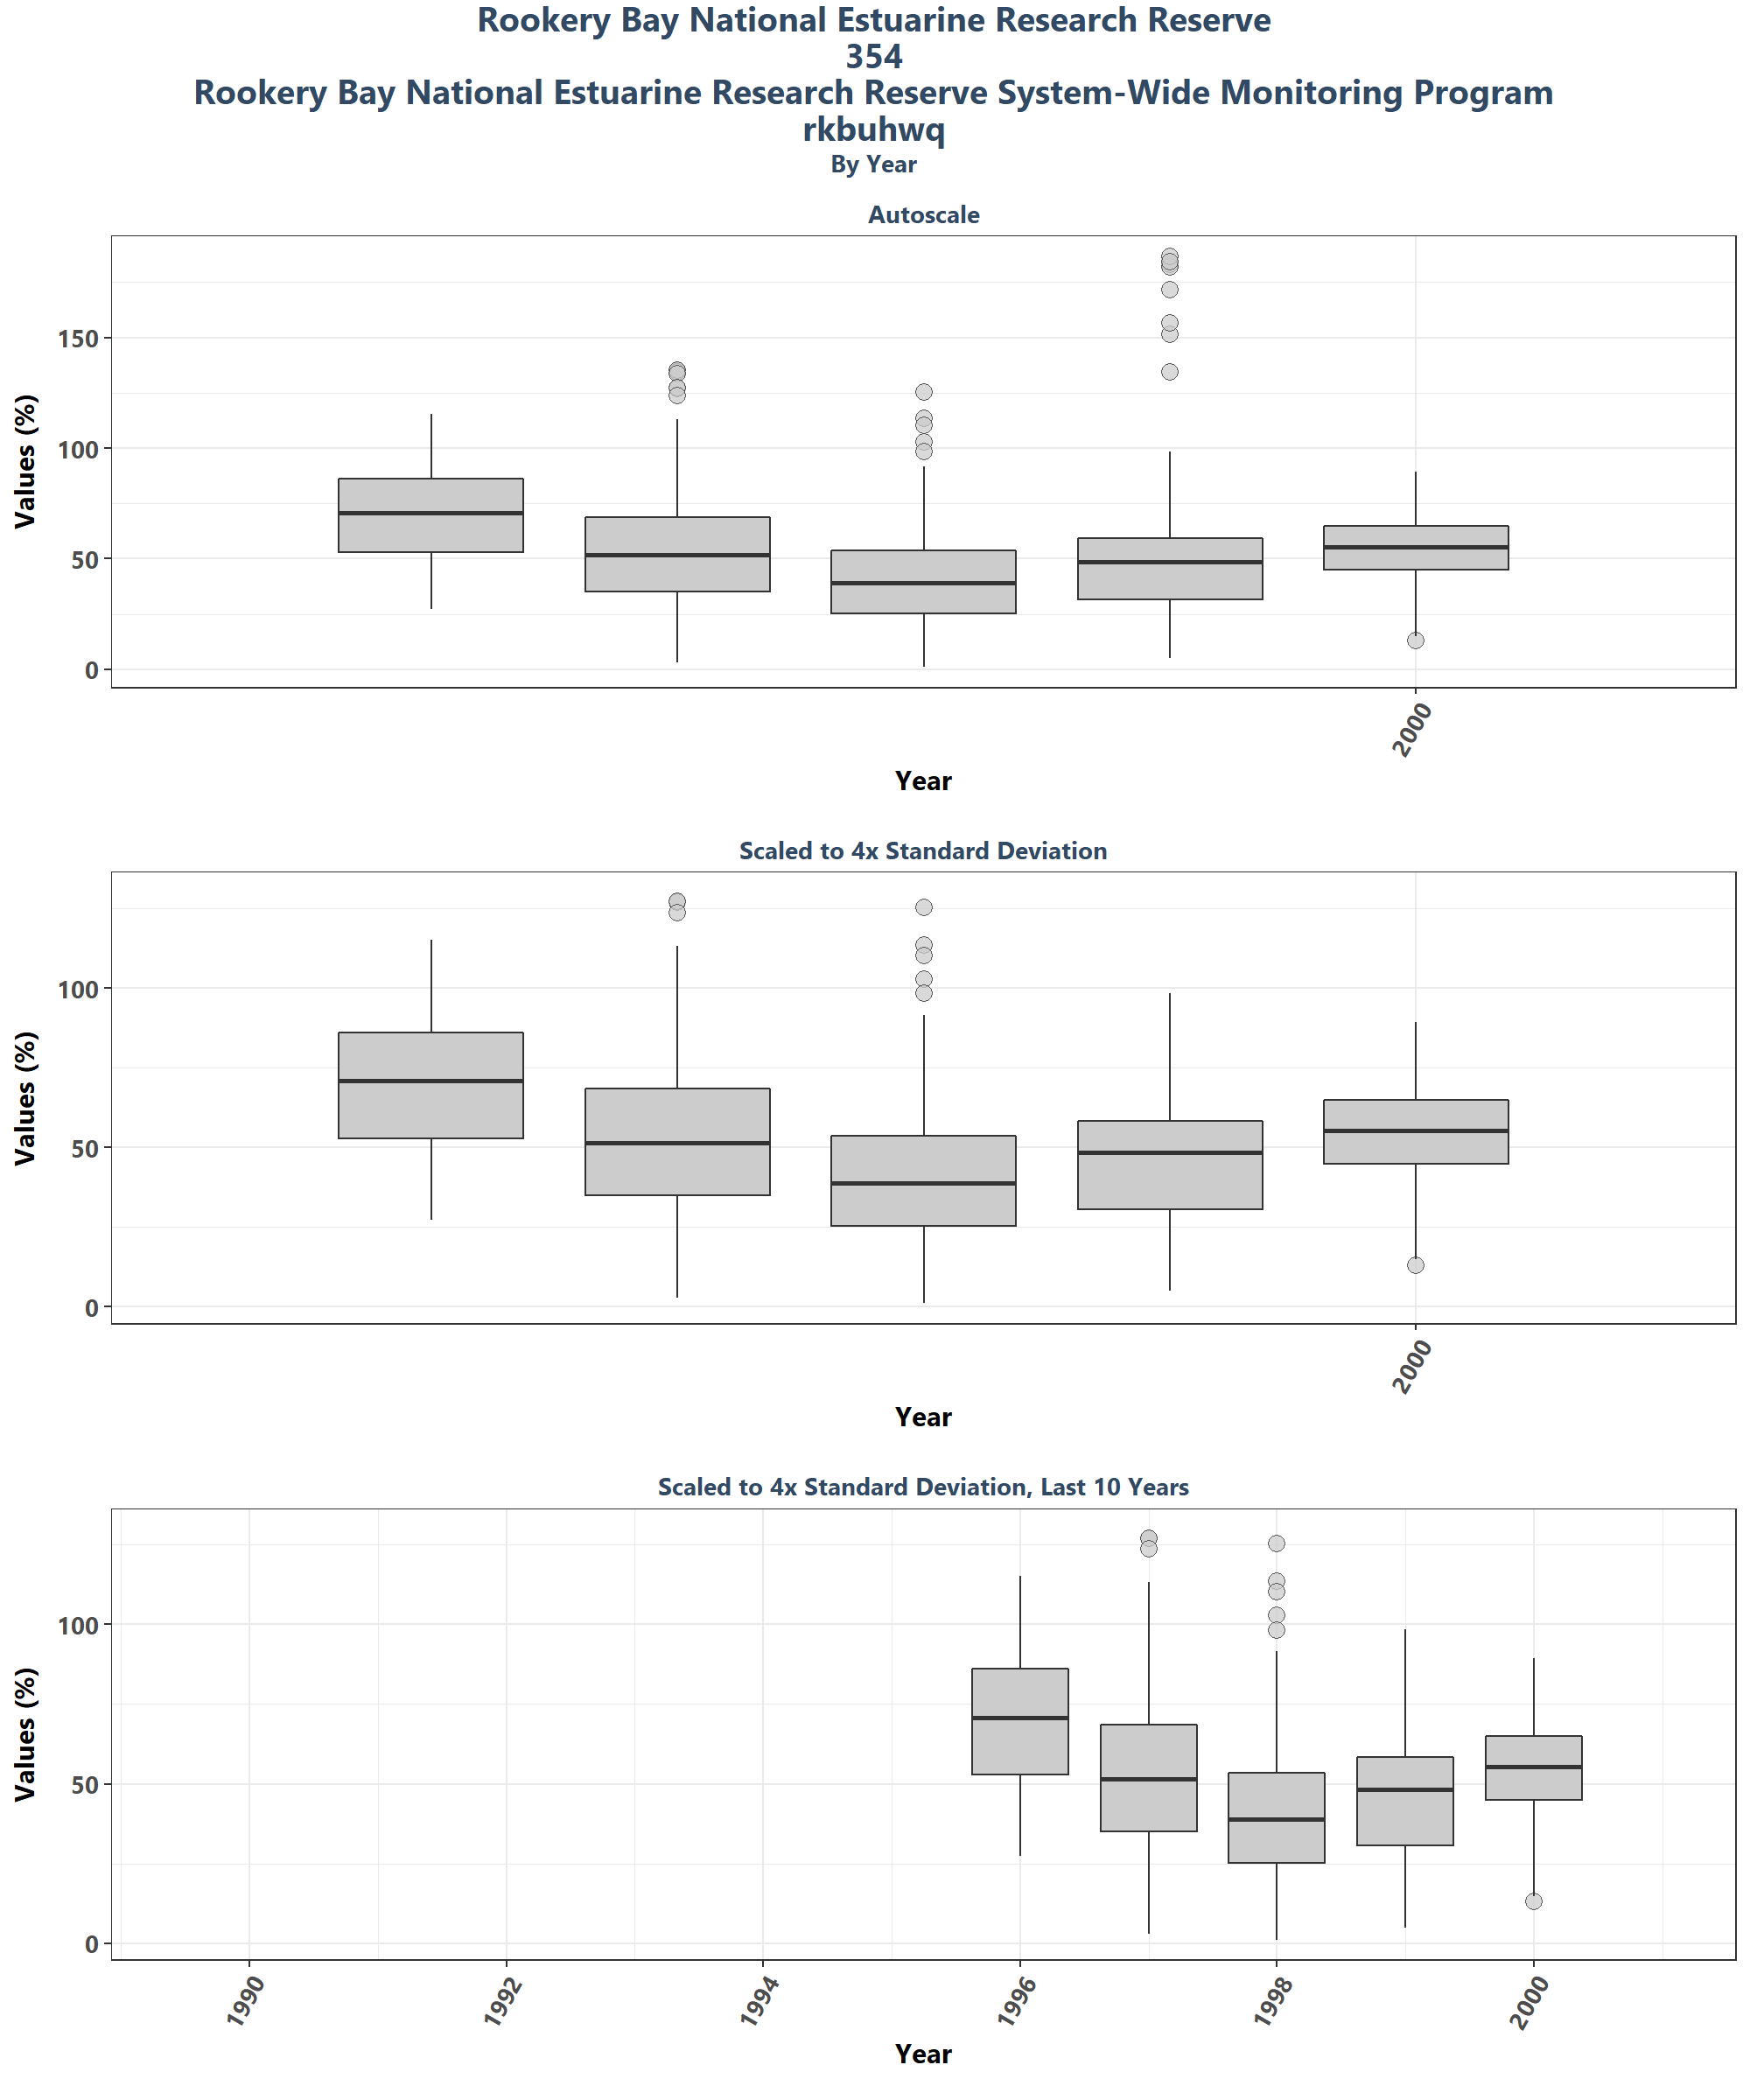 Rookery Bay National Estuarine Research Reserve
354
Rookery Bay National Estuarine Research Reserve System-Wide Monitoring Program
rkbuhwq
By Year
Autoscale
Values (%)
150
100
50
0
2000
Year
Scaled to 4x Standard Deviation
Values (%)
100
50
0
2000
Year
Scaled to 4x Standard Deviation, Last 10 Years
Values (%)
100
50
0
1990 1992 1994 1996 1998 2000
Year